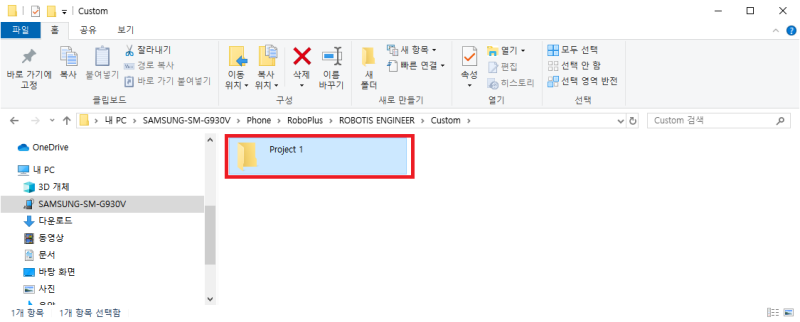 Custom
파일 홈 공유 보기
바로 가기에 고정
복사
붙여넣기
잘라내기
경로 복사
바로 가기 붙여넣기
클립보드
이동 위치
복사 위치
삭제
이름 바꾸기
구성
새 폴더
새 항목
빠른 연결
새로 만들기
속성
열기
편집
히스토리
열기
모두 선택
선택 안 함
선택 영역 반전
선택
내 PC > SAMSUNG-SM-G930V > Phone > RoboPlus > ROBOTIS ENGINEER > Custom >
Custom 검색
OneDrive
내 PC
3D 개체
SAMSUNG-SM-G930V
다운로드
동영상
문서
바탕 화면
사진
음악
Project 1
1개 항목 1개 항목 선택함